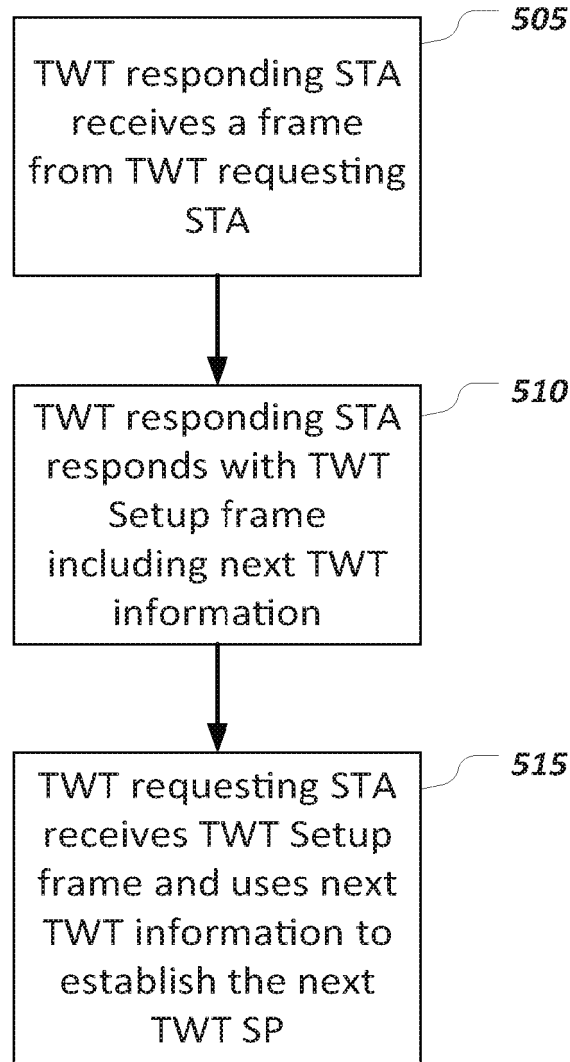 505
TWT responding STA
receives a frame
from TWT requesting
STA
510
TWT responding STA
responds with TWT
Setup frame
including next TWT
information
515
TWT requesting STA
receives TWT Setup
frame and uses next
TWT information to
establish the next
TWT SP